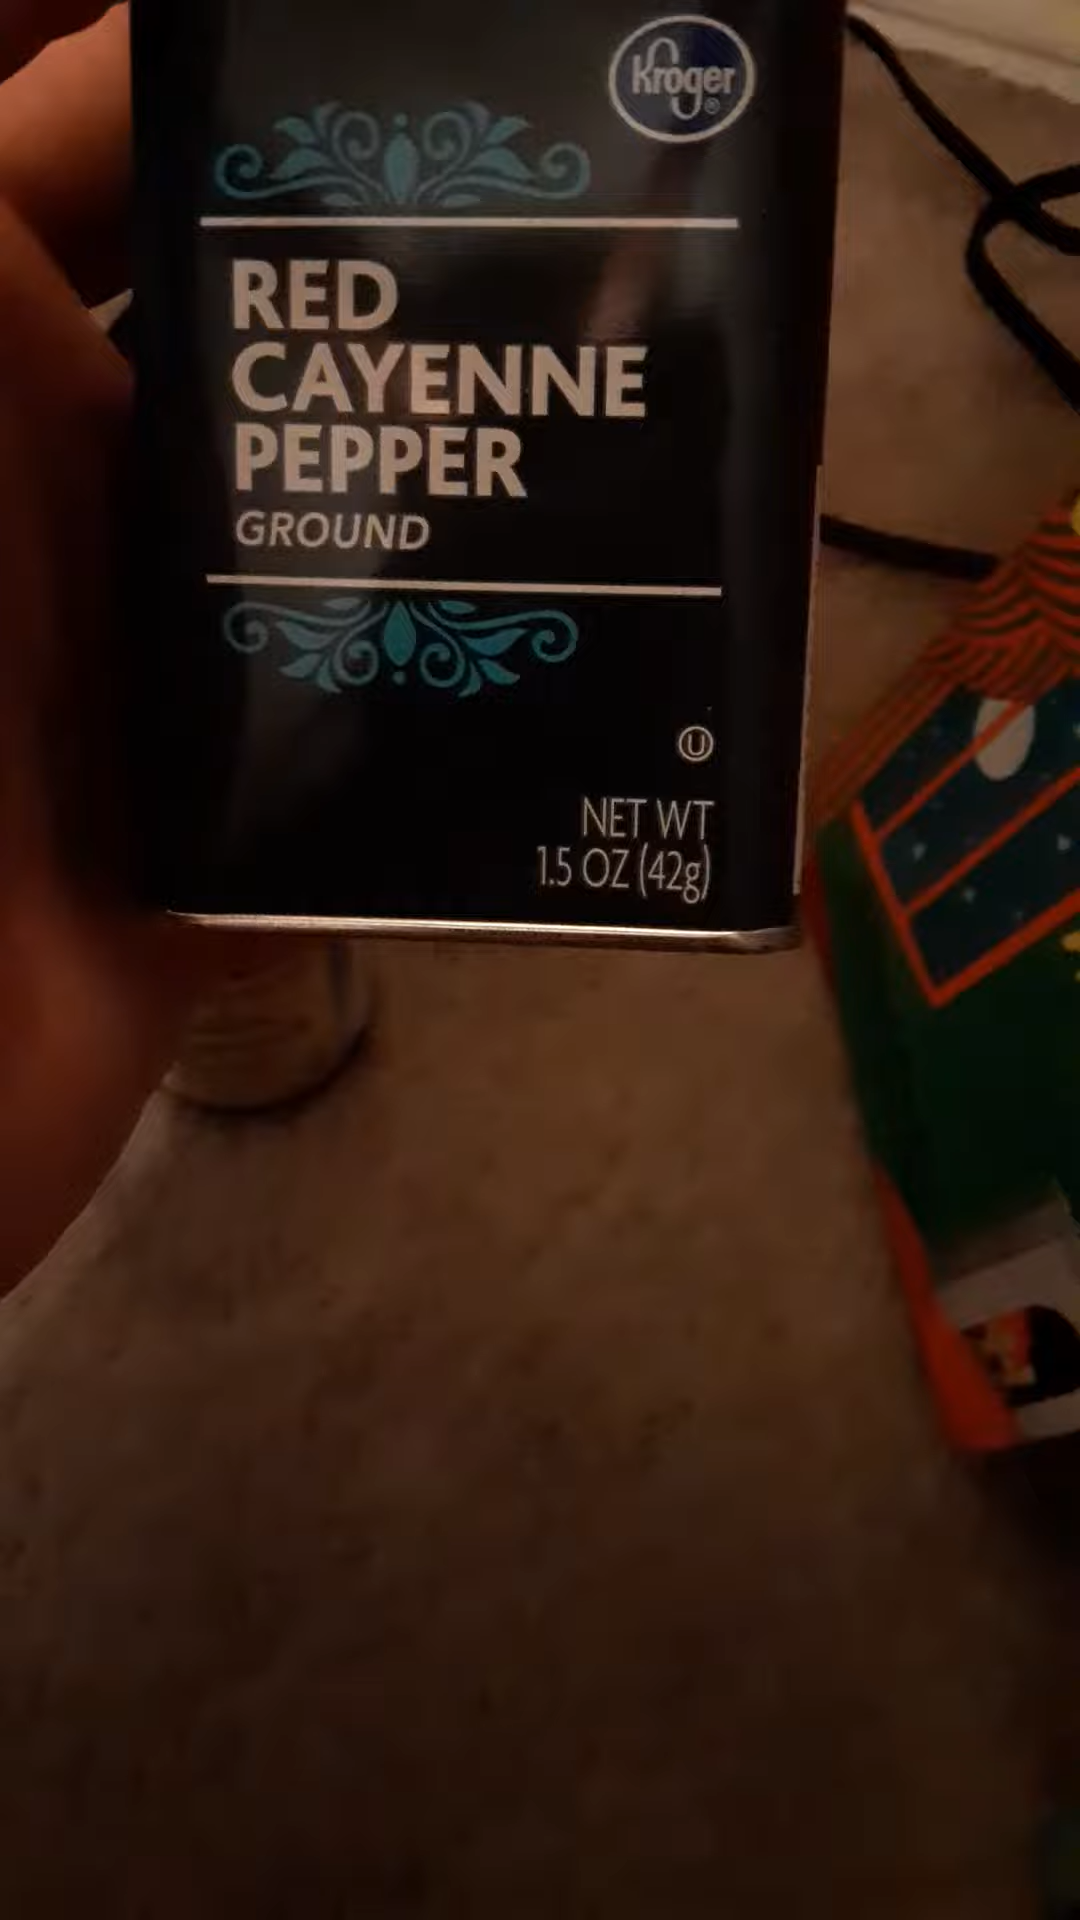 Kroger®
RED
CAYENNE
PEPPER
GROUND
U
NET WT
1.5 OZ (42g)